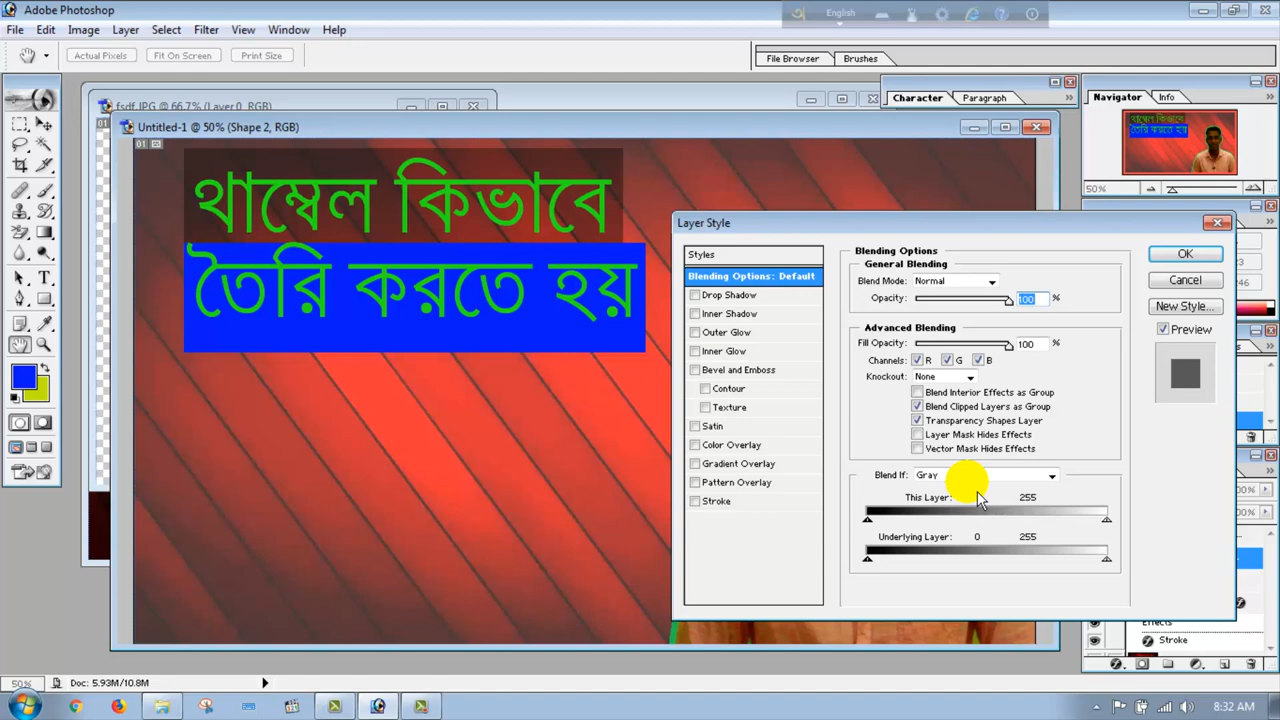 Adobe Photoshop
English
File Edit Image Layer Select Filter View Window Help
Actual Pixels Fit On Screen Print Size
File Browser Brushes
fsdf.JPG @ 66.7% (Layer 0, RGB)
Character Paragraph
Navigator Info
Untitled-1 @ 50% (Shape 2, RGB)
থাম্বেল কিভাবে
তৈরি করতে হয়
50%
Layer Style
Styles
Blending Options: Default
Drop Shadow
Inner Shadow
Outer Glow
Inner Glow
Bevel and Emboss
Contour
Texture
Satin
Color Overlay
Gradient Overlay
Pattern Overlay
Stroke
Blending Options
General Blending
Blend Mode: Normal
Opacity: 100 %
Advanced Blending
Fill Opacity: 100 %
Channels: R G B
Knockout: None
Blend Interior Effects as Group
Blend Clipped Layers as Group
Transparency Shapes Layer
Layer Mask Hides Effects
Vector Mask Hides Effects
Blend If: Gray
This Layer: 255
Underlying Layer: 0 255
OK
Cancel
New Style...
Preview
Effects
Stroke
50% Doc: 5.93M/10.8M
8:32 AM